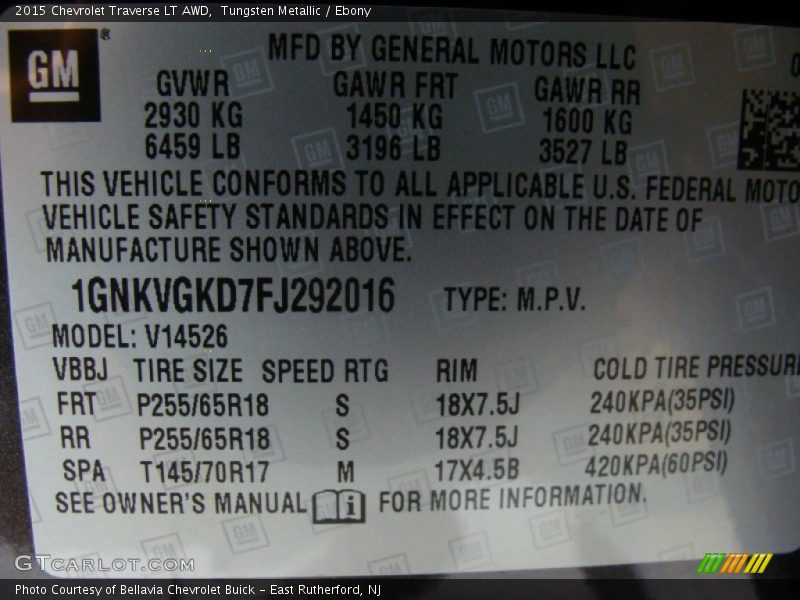 2015 Chevrolet Traverse LT AWD,  Tungsten Metallic / Ebony
GM®
MFD BY GENERAL MOTORS LLC
GVWR GAWR FRT GAWR RR
2930 KG 1450 KG 1600 KG
6459 LB 3196 LB 3527 LB
THIS VEHICLE CONFORMS TO ALL APPLICABLE U.S. FEDERAL MOTO
VEHICLE SAFETY STANDARDS IN EFFECT ON THE DATE OF
MANUFACTURE SHOWN ABOVE.
1GNKVGKD7FJ292016 TYPE: M.P.V.
MODEL: V14526
VBBJ TIRE SIZE SPEED RTG RIM COLD TIRE PRESSURE
FRT P255/65R18 S 18X7.5J 240KPA(35PSI)
RR P255/65R18 S 18X7.5J 240KPA(35PSI)
SPA T145/70R17 M 17X4.5B 420KPA(60PSI)
SEE OWNER'S MANUAL i FOR MORE INFORMATION.
GTCARLOT.COM
Photo Courtesy of Bellavia Chevrolet Buick – East Rutherford, NJ